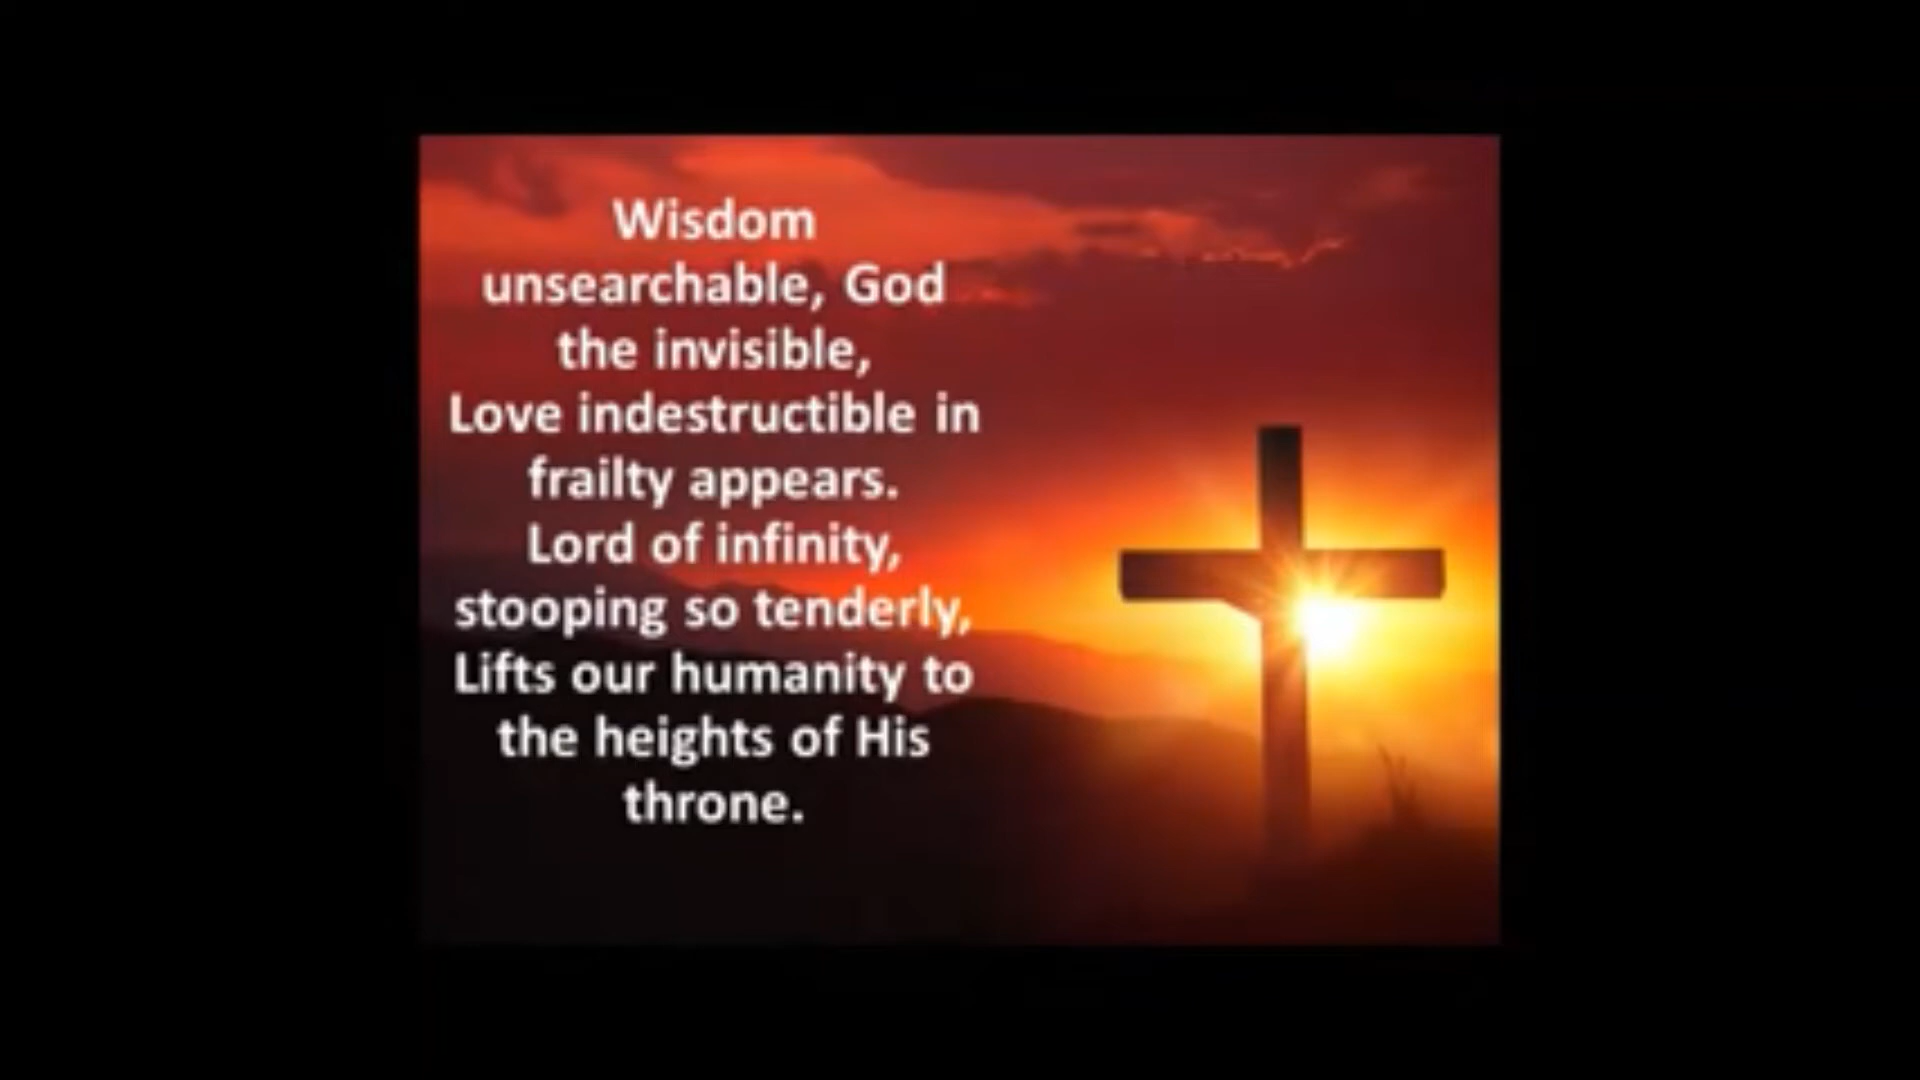 Wisdom
unsearchable, God
the invisible,
Love indestructible in
frailty appears.
Lord of infinity,
stooping so tenderly,
Lifts our humanity to
the heights of His
throne.